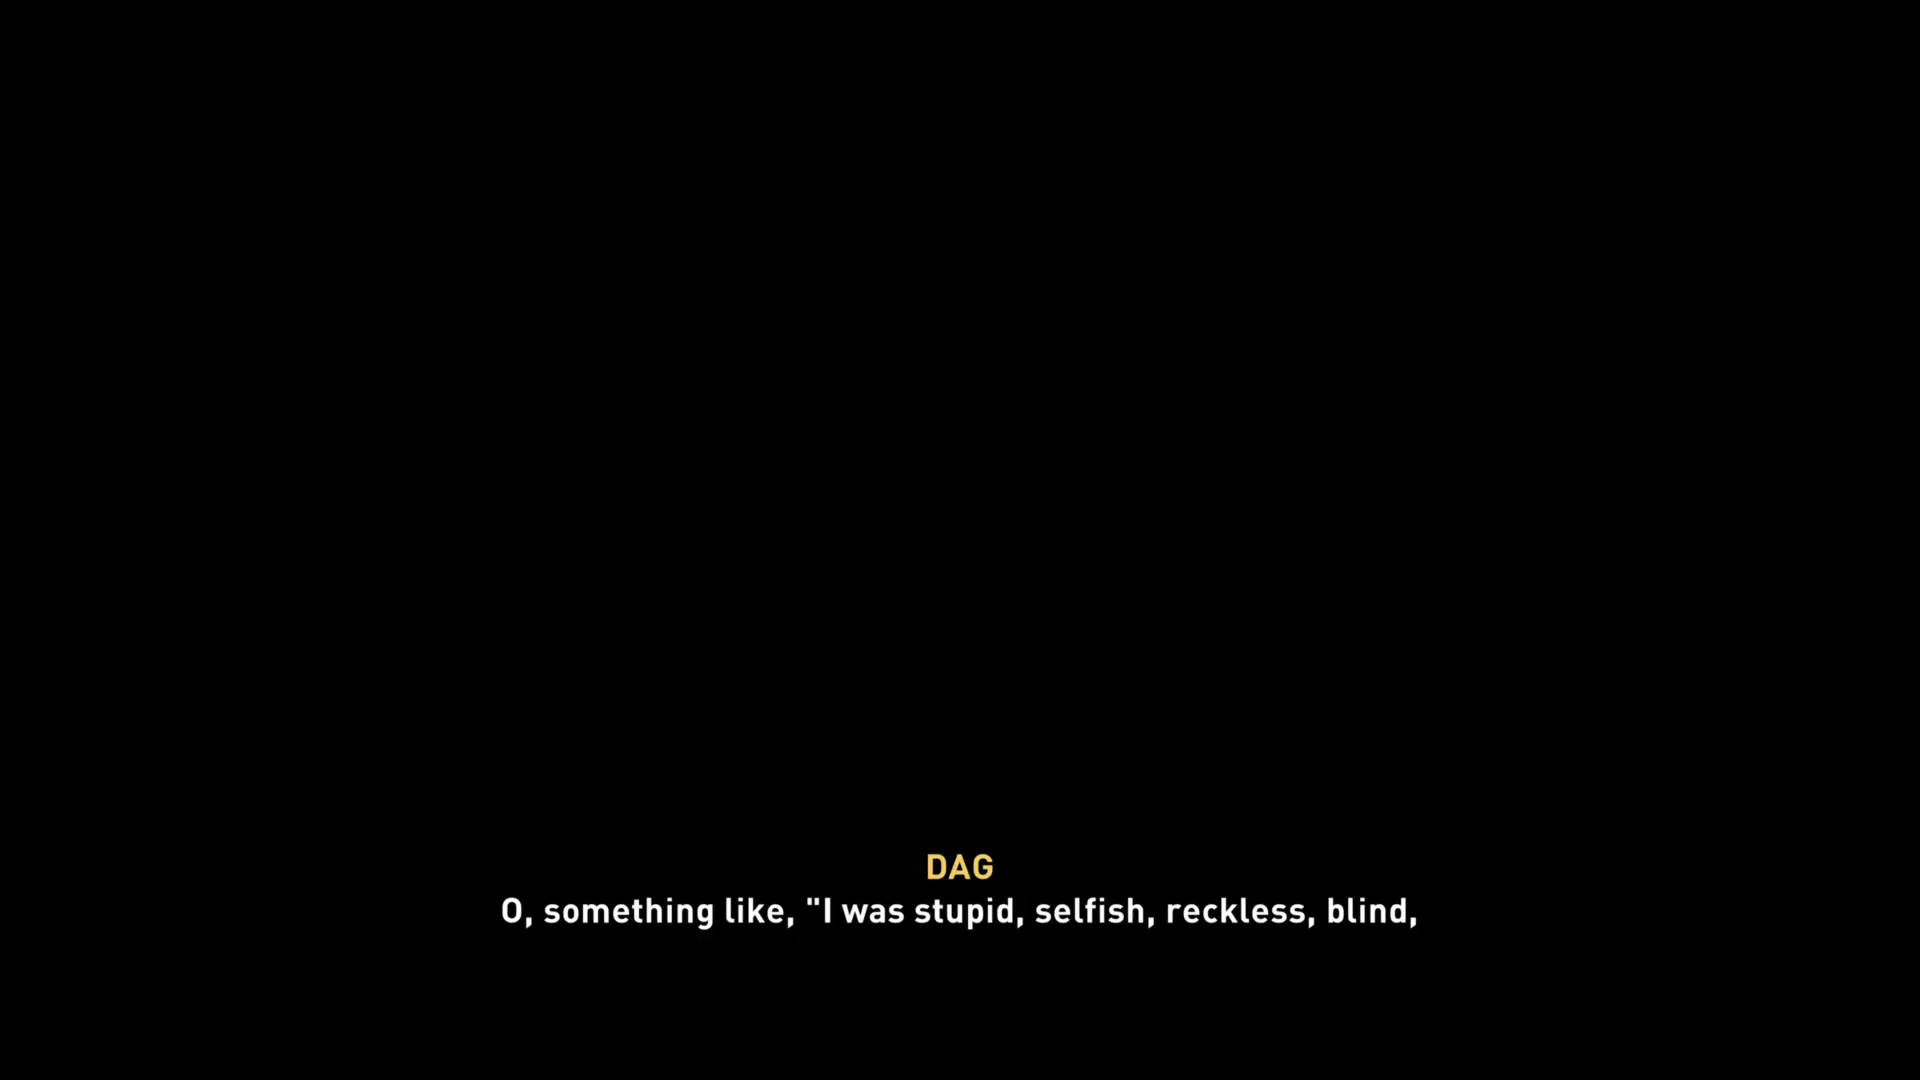 DAG
O, something like, "I was stupid, selfish, reckless, blind,